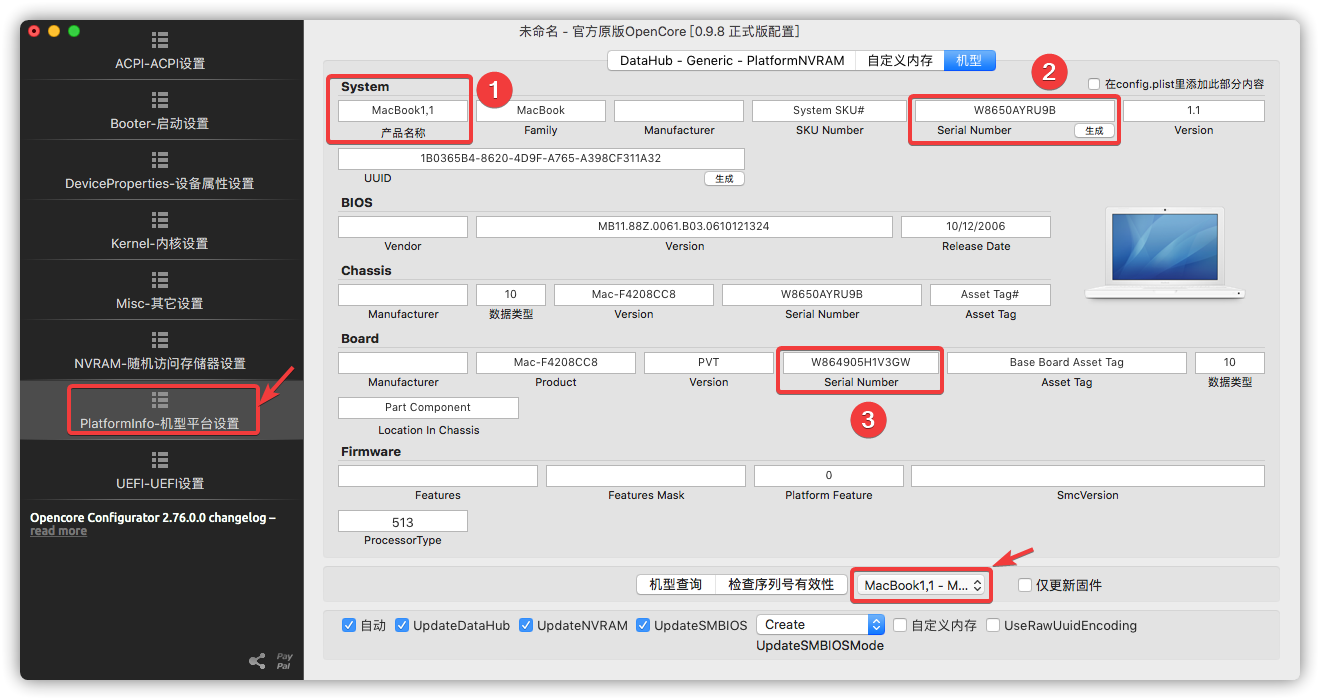 未命名 - 官方原版OpenCore [0.9.8 正式版配置]
ACPI-ACPI设置
Booter-启动设置
DeviceProperties-设备属性设置
Kernel-内核设置
Misc-其它设置
NVRAM-随机访问存储器设置
PlatformInfo-机型平台设置
UEFI-UEFI设置
Opencore Configurator 2.76.0.0 changelog –
read more
Pay
Pal
DataHub - Generic - PlatformNVRAM 自定义内存 机型
1
2
在config.plist里添加此部分内容
System
MacBook1,1 MacBook System SKU# W8650AYRU9B 1.1
产品名称 Family Manufacturer SKU Number Serial Number 生成 Version
1B0365B4-8620-4D9F-A765-A398CF311A32
UUID 生成
BIOS
MB11.88Z.0061.B03.0610121324 10/12/2006
Vendor Version Release Date
Chassis
10 Mac-F4208CC8 W8650AYRU9B Asset Tag#
Manufacturer 数据类型 Version Serial Number Asset Tag
Board
Mac-F4208CC8 PVT W864905H1V3GW Base Board Asset Tag 10
Manufacturer Product Version Serial Number Asset Tag 数据类型
Part Component
3
Location In Chassis
Firmware
0
Features Features Mask Platform Feature SmcVersion
513
ProcessorType
机型查询 检查序列号有效性 MacBook1,1 - M... 仅更新固件
自动 UpdateDataHub UpdateNVRAM UpdateSMBIOS Create 自定义内存 UseRawUuidEncoding
UpdateSMBIOSMode